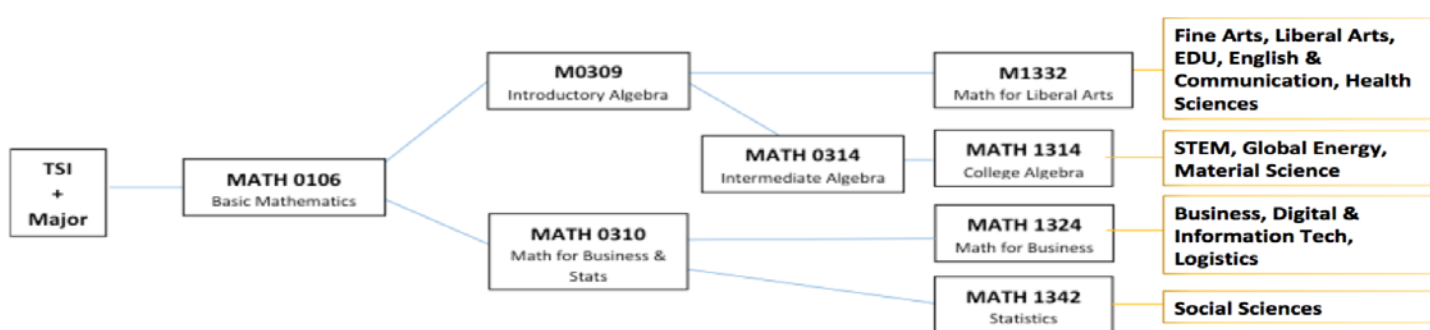 TSI
+
Major
MATH 0106
Basic Mathematics
M0309
Introductory Algebra
MATH 0310
Math for Business &
Stats
MATH 0314
Intermediate Algebra
M1332
Math for Liberal Arts
MATH 1314
College Algebra
MATH 1324
Math for Business
MATH 1342
Statistics
Fine Arts, Liberal Arts,
EDU, English &
Communication, Health
Sciences
STEM, Global Energy,
Material Science
Business, Digital &
Information Tech,
Logistics
Social Sciences